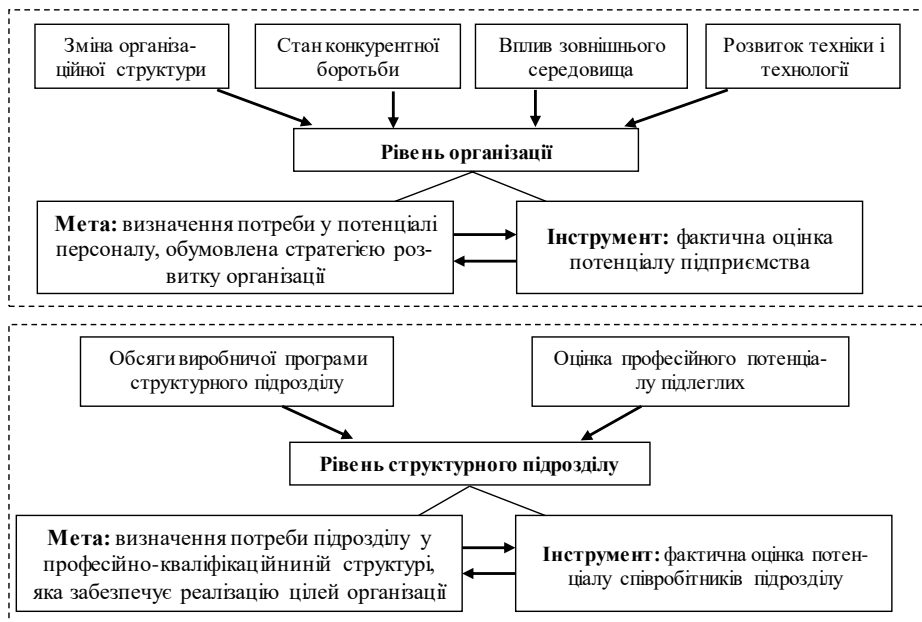 Зміна організа-
ційної структури
Стан конкурентної
боротьби
Вплив зовнішнього
середовища
Розвиток техніки і
технології
Рівень організації
Мета: визначення потреби у потенціалі
персоналу, обумовлена стратегією роз-
витку організації
Інструмент: фактична оцінка
потенціалу підприємства
Обсяги виробничої програми
структурного підрозділу
Оцінка професійного потенціа-
лу підлеглих
Рівень структурного підрозділу
Мета: визначення потреби підрозділу у
професійно-кваліфікаційниній структурі,
яка забезпечує реалізацію цілей організації
Інструмент: фактична оцінка потен-
ціалу співробітників підрозділу